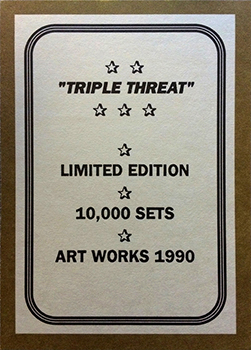 "TRIPLE THREAT"
LIMITED EDITION
10,000 SETS
ART WORKS 1990